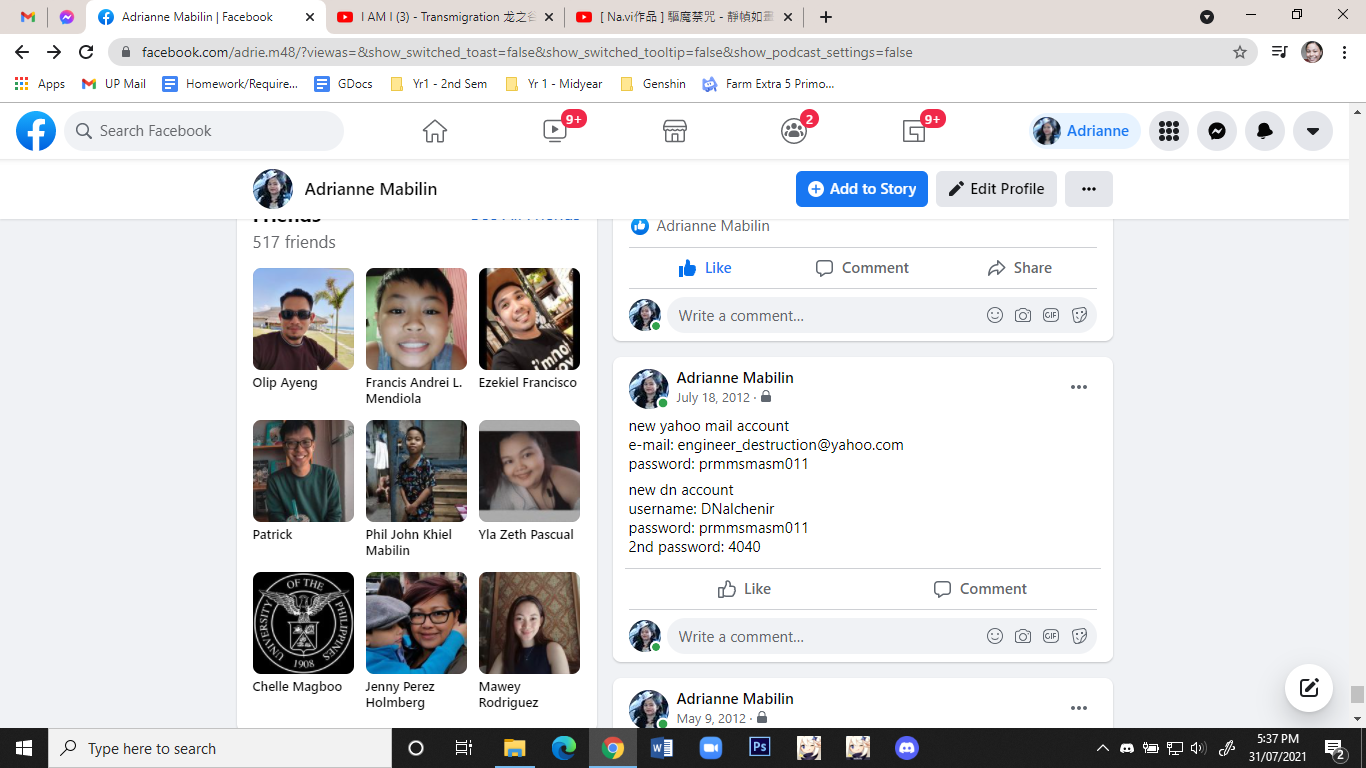 Adrianne Mabilin | Facebook
I AM I (3) - Transmigration 龙之谷
[ Na.vi作品 ] 驅魔禁咒 - 靜幀如畫
facebook.com/adrie.m48/?viewas=&show_switched_toast=false&show_switched_tooltip=false&show_podcast_settings=false
Apps
UP Mail
Homework/Require...
GDocs
Yr1 - 2nd Sem
Yr 1 - Midyear
Genshin
Farm Extra 5 Primo...
Search Facebook
9+
2
9+
Adrianne
Adrianne Mabilin
Add to Story
Edit Profile
Friends
See All Friends
517 friends
Olip Ayeng
Francis Andrei L.
Mendiola
Ezekiel Francisco
i'm not
Patrick
Phil John Khiel
Mabilin
Yla Zeth Pascual
UNIVERSITY OF THE PHILIPPINES
1908
Chelle Magboo
Jenny Perez
Holmberg
Mawey
Rodriguez
Adrianne Mabilin
Like
Comment
Share
Write a comment...
GIF
Adrianne Mabilin
July 18, 2012 ·
new yahoo mail account
e-mail: engineer_destruction@yahoo.com
password: prmmsmasm011
new dn account
username: DNalchenir
password: prmmsmasm011
2nd password: 4040
Like
Comment
Write a comment...
GIF
Adrianne Mabilin
May 9, 2012 ·
Type here to search
Ps
5:37 PM
31/07/2021
2